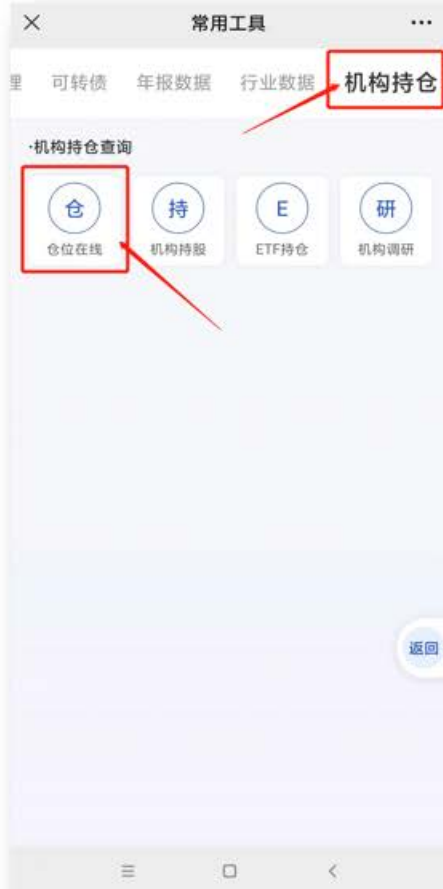 常用工具
可转债 年报数据 行业数据 机构持仓
·机构持仓查询
仓 持 E 研
仓位在线 机构持股 ETF持仓 机构调研
返回